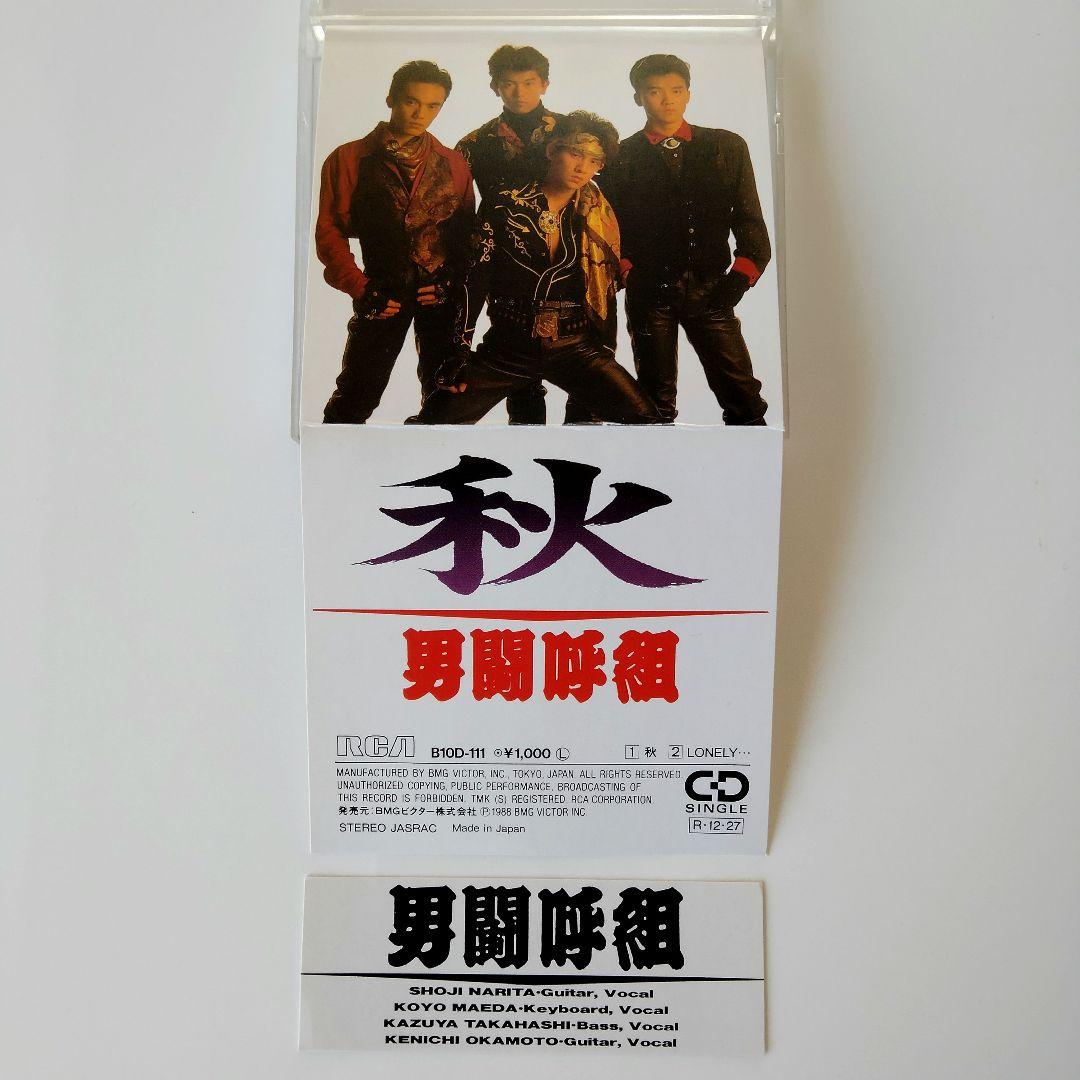 秋
男闘呼組
RCA B10D-111 ⦿¥1,000 Ⓛ 1 秋 2 LONELY…
MANUFACTURED BY BMG VICTOR, INC., TOKYO, JAPAN. ALL RIGHTS RESERVED.
UNAUTHORIZED COPYING, PUBLIC PERFORMANCE, BROADCASTING OF
THIS RECORD IS FORBIDDEN. TMK (S) REGISTERED. RCA CORPORATION.
発売元:BMGビクター株式会社 Ⓟ1988 BMG VICTOR INC.
STEREO JASRAC Made in Japan
CD
SINGLE
R・12・27
男闘呼組
SHOJI NARITA・Guitar, Vocal
KOYO MAEDA・Keyboard, Vocal
KAZUYA TAKAHASHI・Bass, Vocal
KENICHI OKAMOTO・Guitar, Vocal